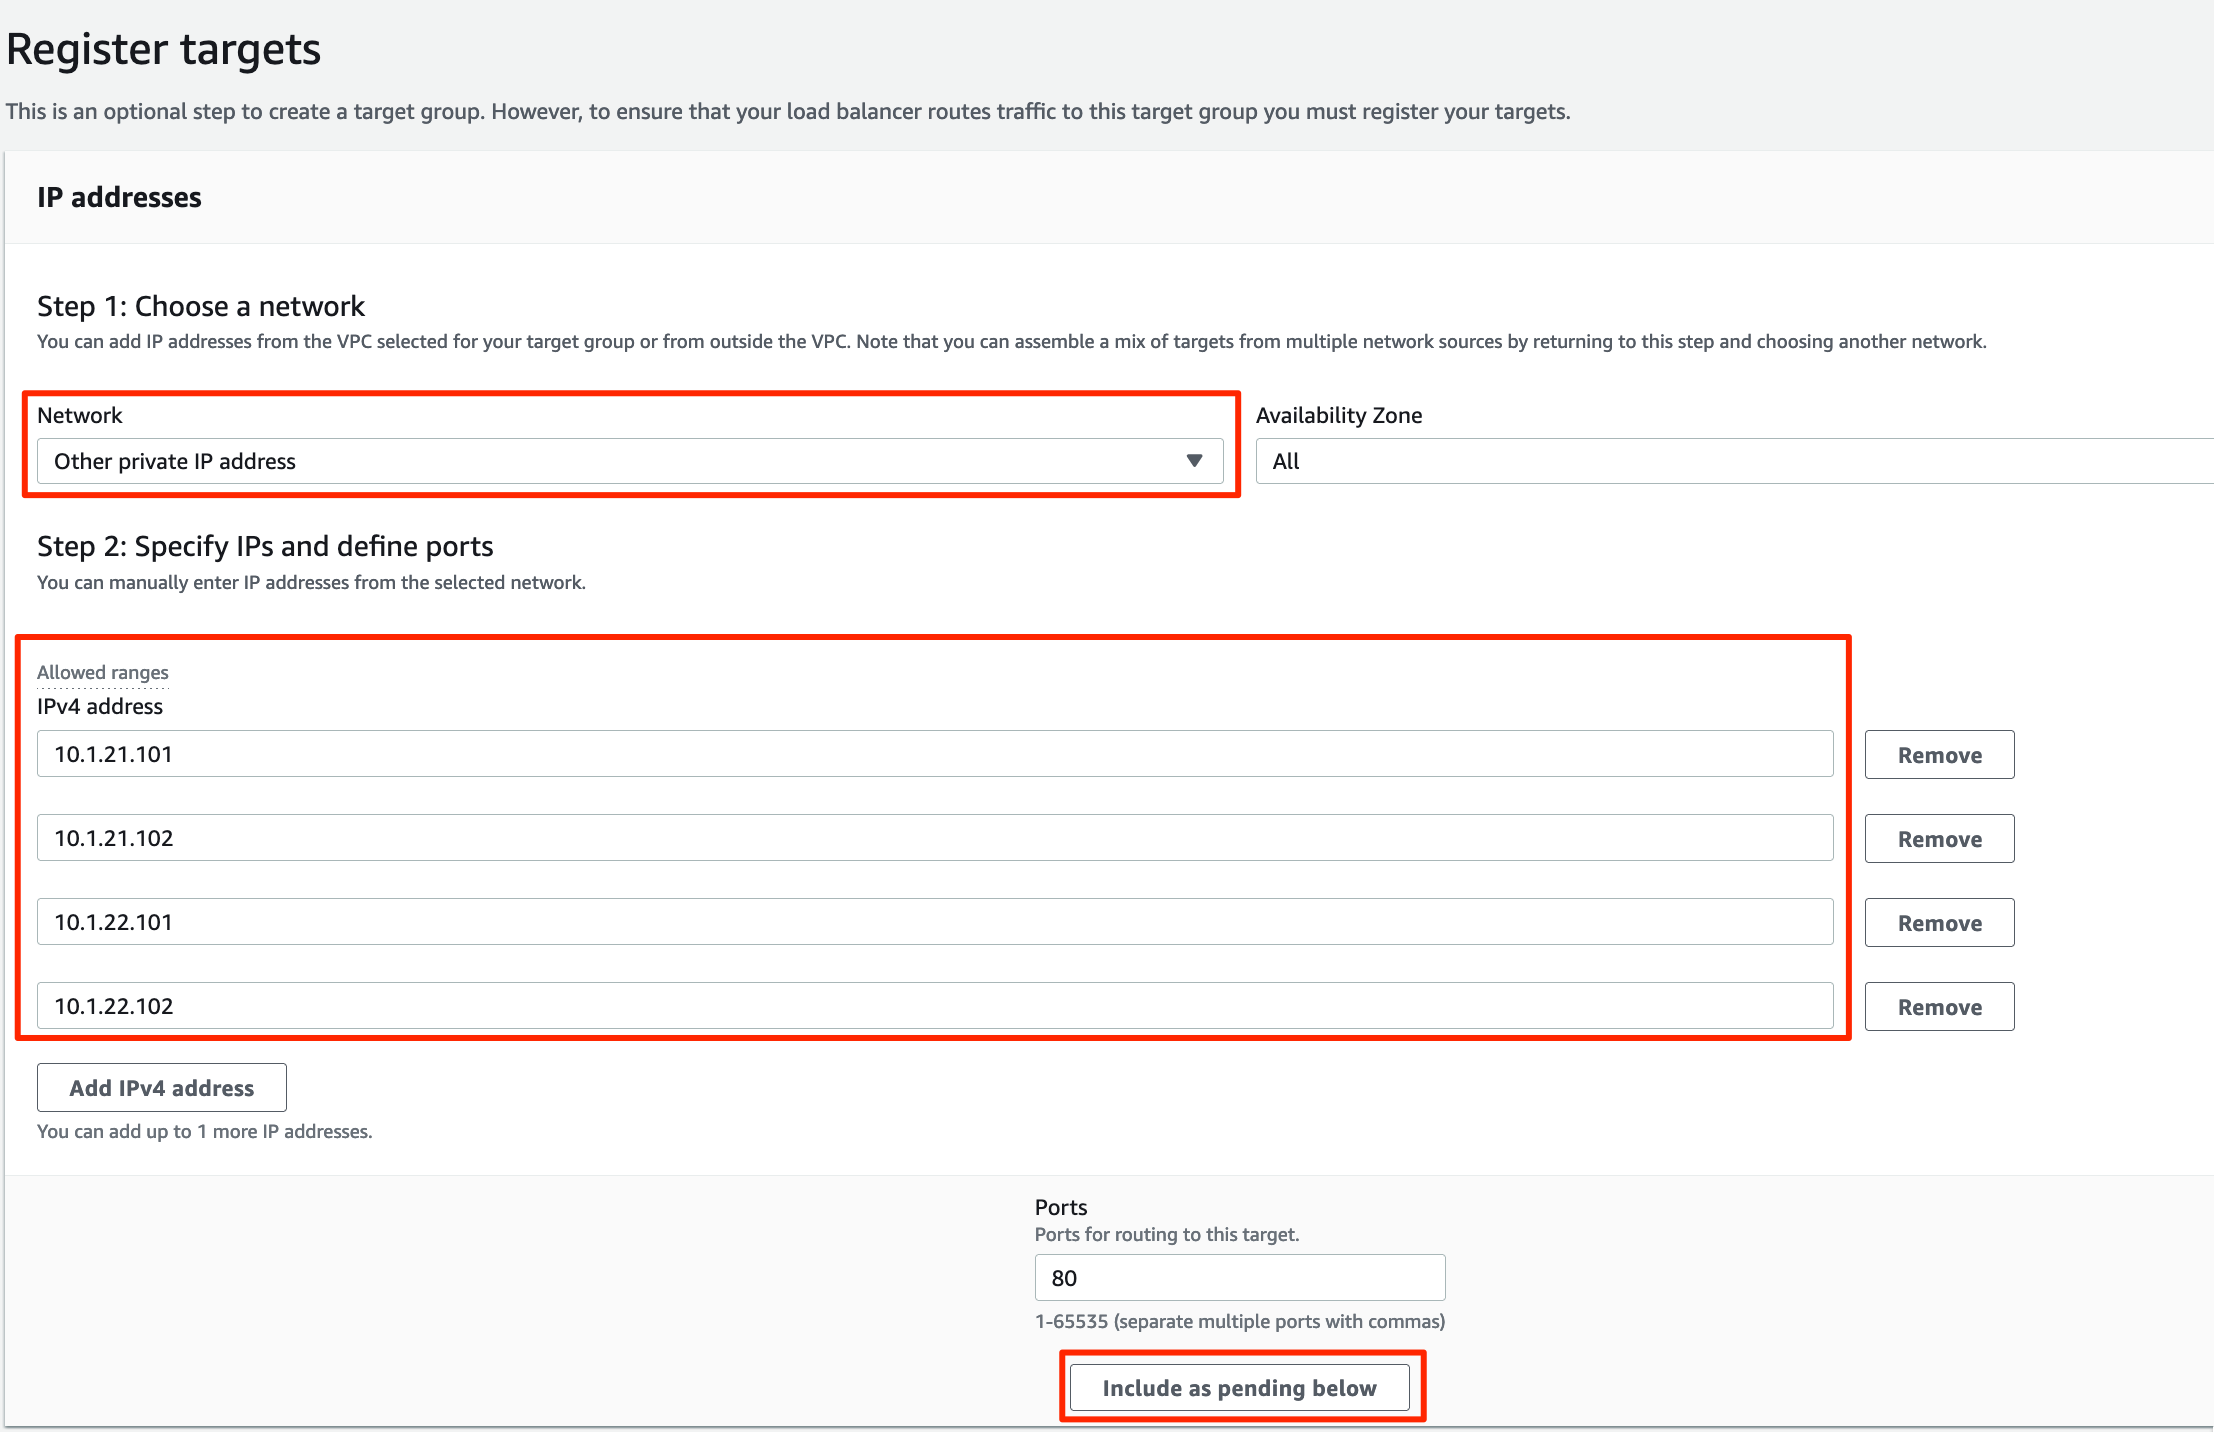 Register targets
This is an optional step to create a target group. However, to ensure that your load balancer routes traffic to this target group you must register your targets.
IP addresses
Step 1: Choose a network
You can add IP addresses from the VPC selected for your target group or from outside the VPC. Note that you can assemble a mix of targets from multiple network sources by returning to this step and choosing another network.
Network
Other private IP address
Availability Zone
All
Step 2: Specify IPs and define ports
You can manually enter IP addresses from the selected network.
Allowed ranges
IPv4 address
10.1.21.101
Remove
10.1.21.102
Remove
10.1.22.101
Remove
10.1.22.102
Remove
Add IPv4 address
You can add up to 1 more IP addresses.
Ports
Ports for routing to this target.
80
1-65535 (separate multiple ports with commas)
Include as pending below